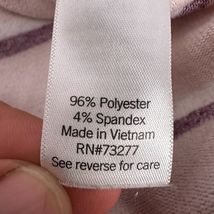 96% Polyester
4% Spandex
Made in Vietnam
RN#73277
See reverse for care